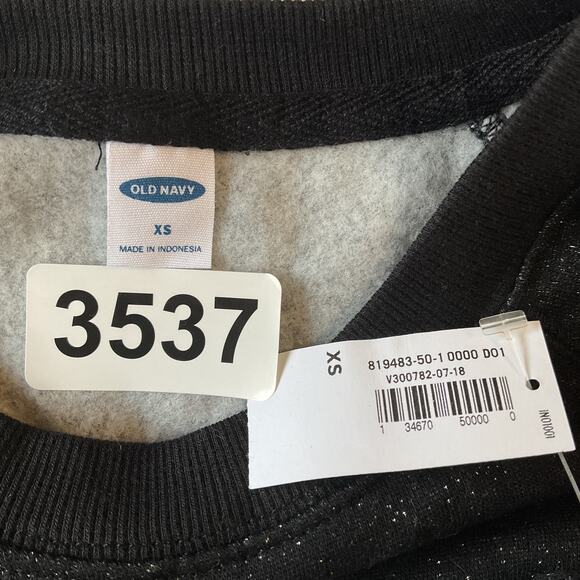 OLD NAVY
XS
MADE IN INDONESIA
3537
XS
819483-50-1 0000 D01
V300782-07-18
1 34670 50000 0
IN01001